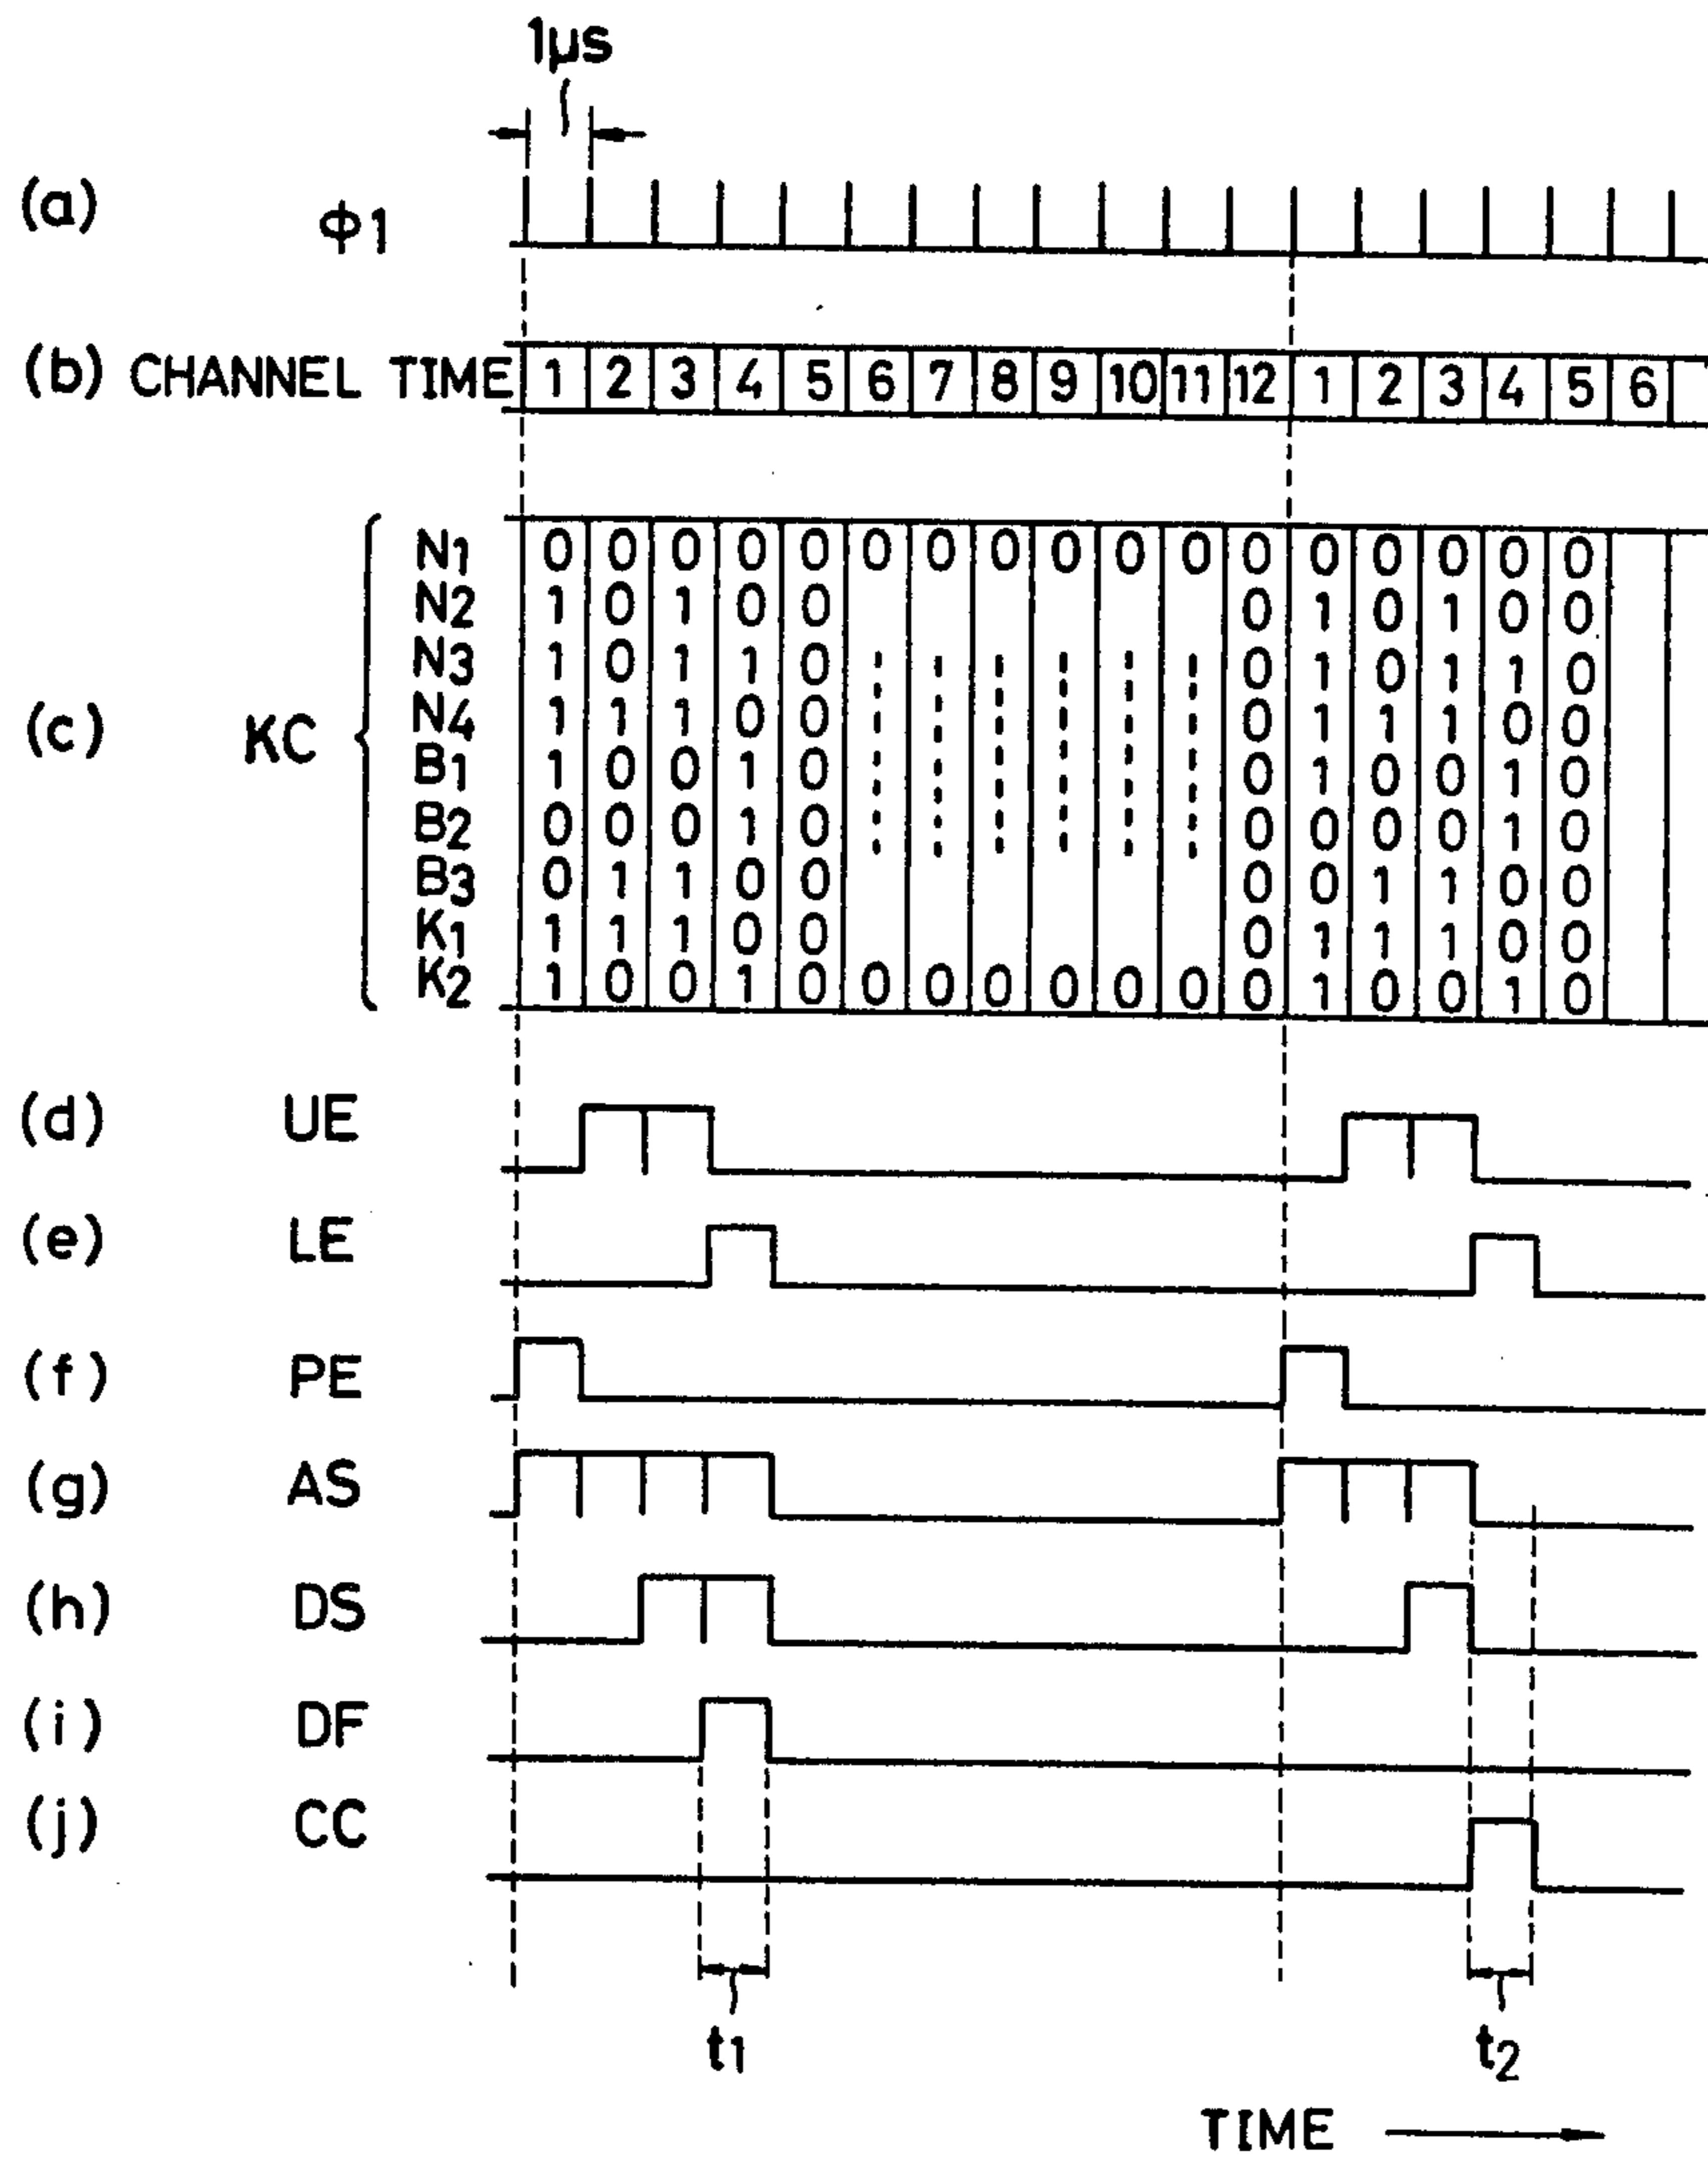 1μs
(a) Φ1
(b) CHANNEL TIME 1 2 3 4 5 6 7 8 9 10 11 12 1 2 3 4 5 6
(c) KC
N1 0 0 0 0 0 0 0 0 0 0 0 0 0 0 0 0 0
N2 1 0 1 0 0 0 1 0 1 0 0
N3 1 0 1 1 0 0 1 0 1 1 0
N4 1 1 1 0 0 0 1 1 1 0 0
B1 1 0 0 1 0 0 1 0 0 1 0
B2 0 0 0 1 0 0 0 0 0 1 0
B3 0 1 1 0 0 0 0 1 1 0 0
K1 1 1 1 0 0 0 1 1 1 0 0
K2 1 0 0 1 0 0 0 0 0 0 0 0 1 0 0 1 0
(d) UE
(e) LE
(f) PE
(g) AS
(h) DS
(i) DF
(j) CC
t1 t2
TIME